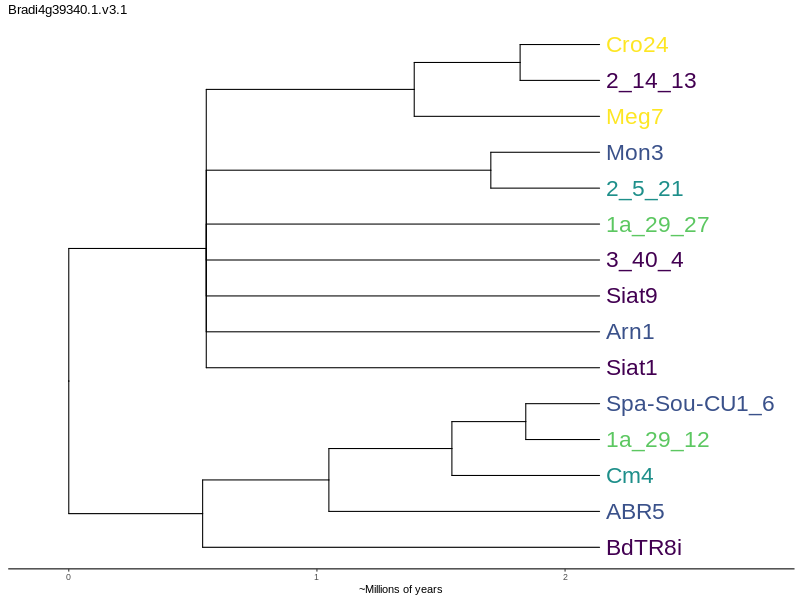 Bradi4g39340.1.v3.1
Cro24
2_14_13
Meg7
Mon3
2_5_21
1a_29_27
3_40_4
Siat9
Arn1
Siat1
Spa-Sou-CU1_6
1a_29_12
Cm4
ABR5
BdTR8i
0 1 2
~Millions of years